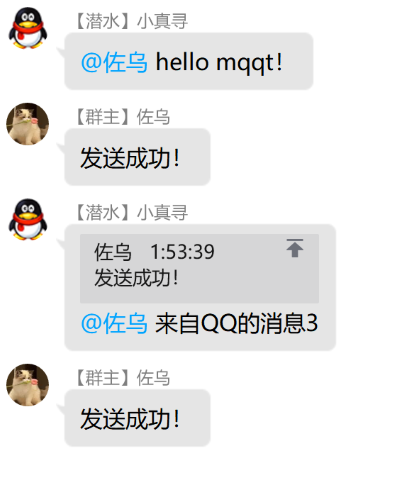 【潜水】小真寻
@佐乌 hello mqqt！
【群主】佐乌
发送成功！
【潜水】小真寻
佐乌 1:53:39
发送成功！
@佐乌 来自QQ的消息3
【群主】佐乌
发送成功！